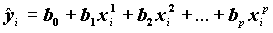 ŷᵢ = b₀ + b₁xᵢ¹ + b₂xᵢ² + ... + bₚxᵢᵖ